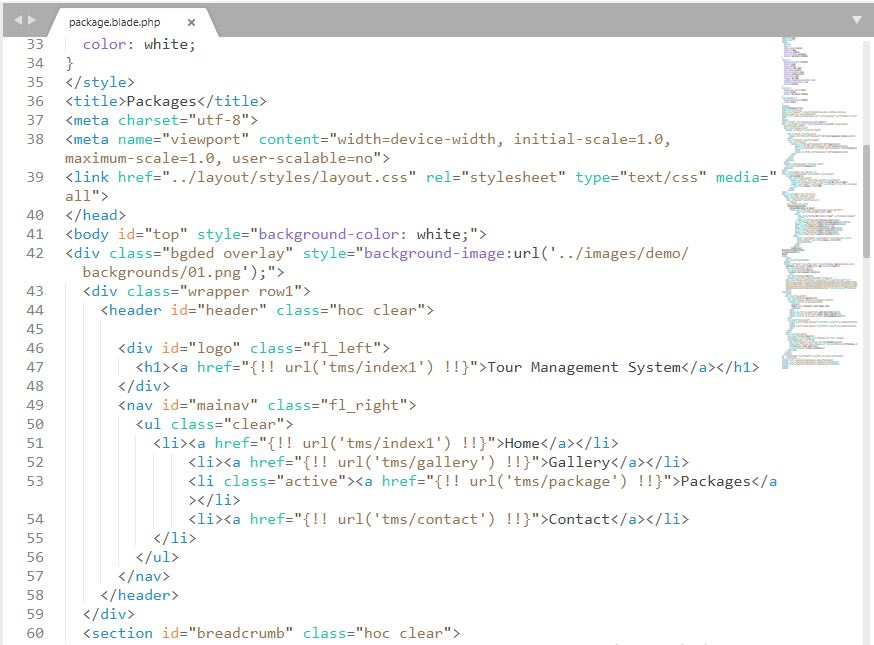 package.blade.php ×
33 color: white;
34 }
35 </style>
36 <title>Packages</title>
37 <meta charset="utf-8">
38 <meta name="viewport" content="width=device-width, initial-scale=1.0,
maximum-scale=1.0, user-scalable=no">
39 <link href="../layout/styles/layout.css" rel="stylesheet" type="text/css" media="
all">
40 </head>
41 <body id="top" style="background-color: white;">
42 <div class="bgded overlay" style="background-image:url('../images/demo/
backgrounds/01.png');">
43 <div class="wrapper row1">
44 <header id="header" class="hoc clear">
45
46 <div id="logo" class="fl_left">
47 <h1><a href="{!! url('tms/index1') !!}">Tour Management System</a></h1>
48 </div>
49 <nav id="mainav" class="fl_right">
50 <ul class="clear">
51 <li><a href="{!! url('tms/index1') !!}">Home</a></li>
52 <li><a href="{!! url('tms/gallery') !!}">Gallery</a></li>
53 <li class="active"><a href="{!! url('tms/package') !!}">Packages</a
></li>
54 <li><a href="{!! url('tms/contact') !!}">Contact</a></li>
55 </li>
56 </ul>
57 </nav>
58 </header>
59 </div>
60 <section id="breadcrumb" class="hoc clear">